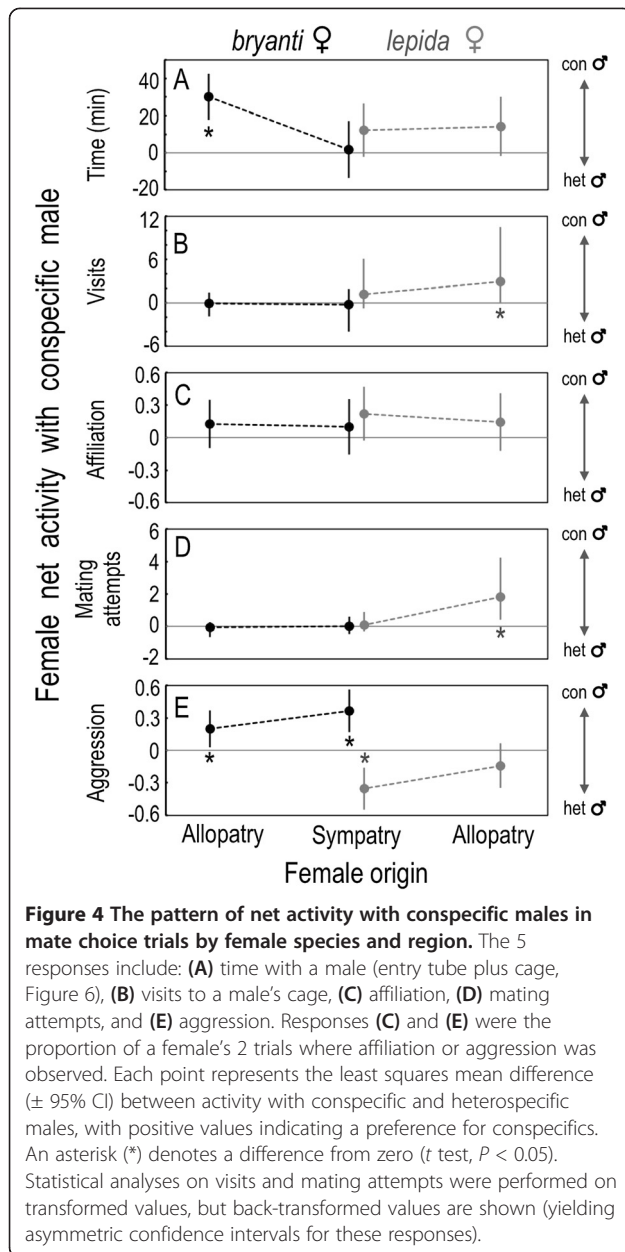 bryanti ♀ lepida ♀
Female net activity with conspecific male
A
Time (min)
40
20
0
-20
*
con ♂
het ♂
B
Visits
12
6
0
-6
*
con ♂
het ♂
C
Affiliation
0.6
0.3
0
-0.3
-0.6
con ♂
het ♂
D
Mating
attempts
6
4
2
0
-2
*
con ♂
het ♂
E
Aggression
0.6
0.3
0
-0.3
-0.6
*
*
*
con ♂
het ♂
Allopatry Sympatry Allopatry
Female origin
Figure 4 The pattern of net activity with conspecific males in
mate choice trials by female species and region. The 5
responses include: (A) time with a male (entry tube plus cage,
Figure 6), (B) visits to a male's cage, (C) affiliation, (D) mating
attempts, and (E) aggression. Responses (C) and (E) were the
proportion of a female's 2 trials where affiliation or aggression was
observed. Each point represents the least squares mean difference
(± 95% CI) between activity with conspecific and heterospecific
males, with positive values indicating a preference for conspecifics.
An asterisk (*) denotes a difference from zero (t test, P < 0.05).
Statistical analyses on visits and mating attempts were performed on
transformed values, but back-transformed values are shown (yielding
asymmetric confidence intervals for these responses).